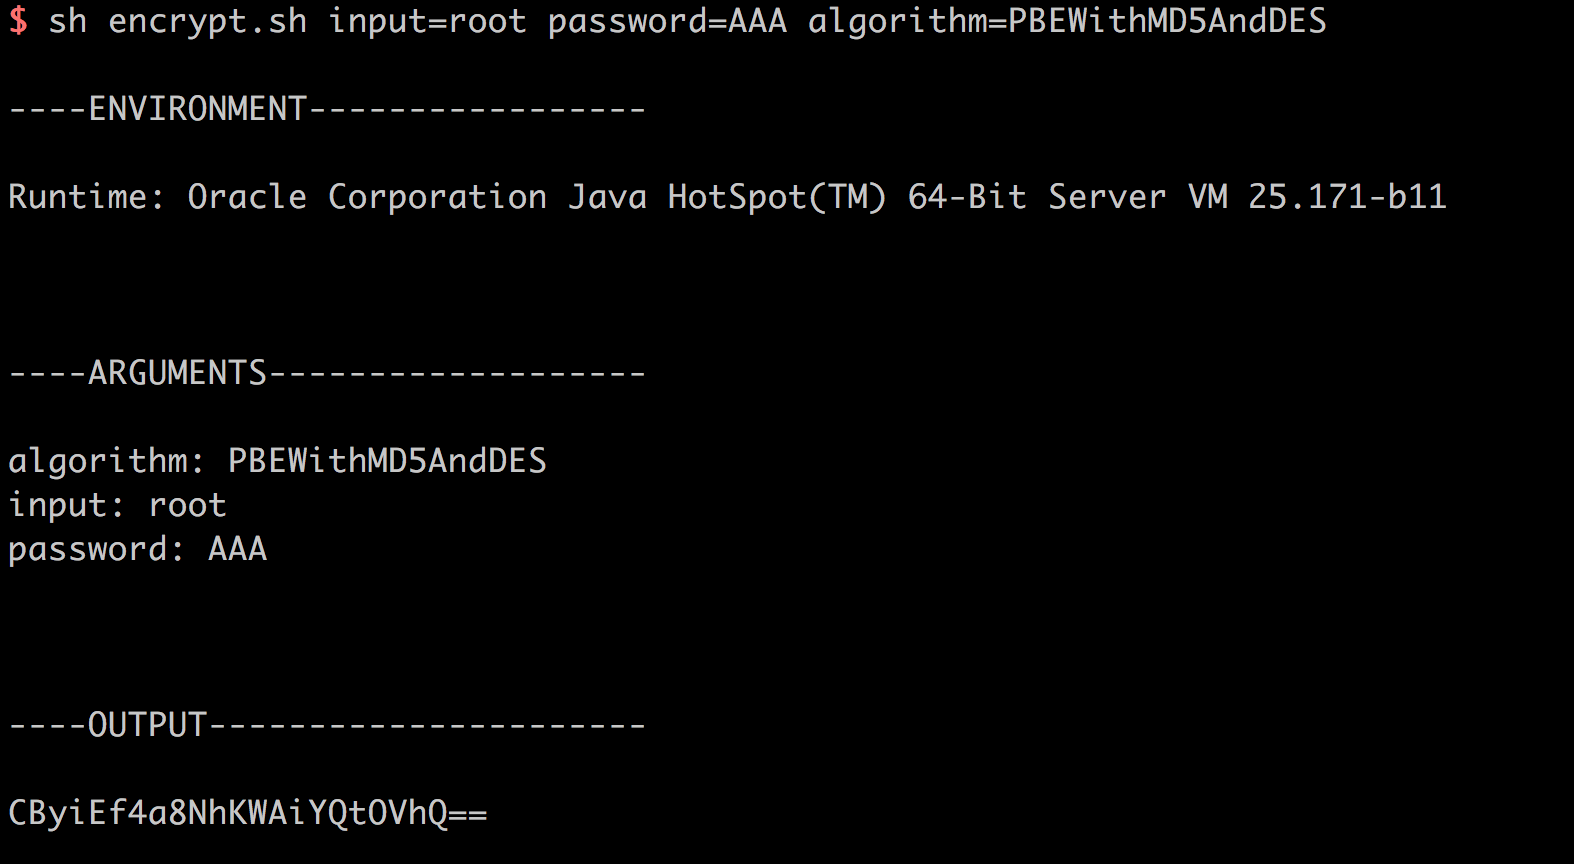 $ sh encrypt.sh input=root password=AAA algorithm=PBEWithMD5AndDES
----ENVIRONMENT-----------------
Runtime: Oracle Corporation Java HotSpot(TM) 64-Bit Server VM 25.171-b11
----ARGUMENTS-------------------
algorithm: PBEWithMD5AndDES
input: root
password: AAA
----OUTPUT----------------------
CByiEf4a8NhKWAiYQtOVhQ==